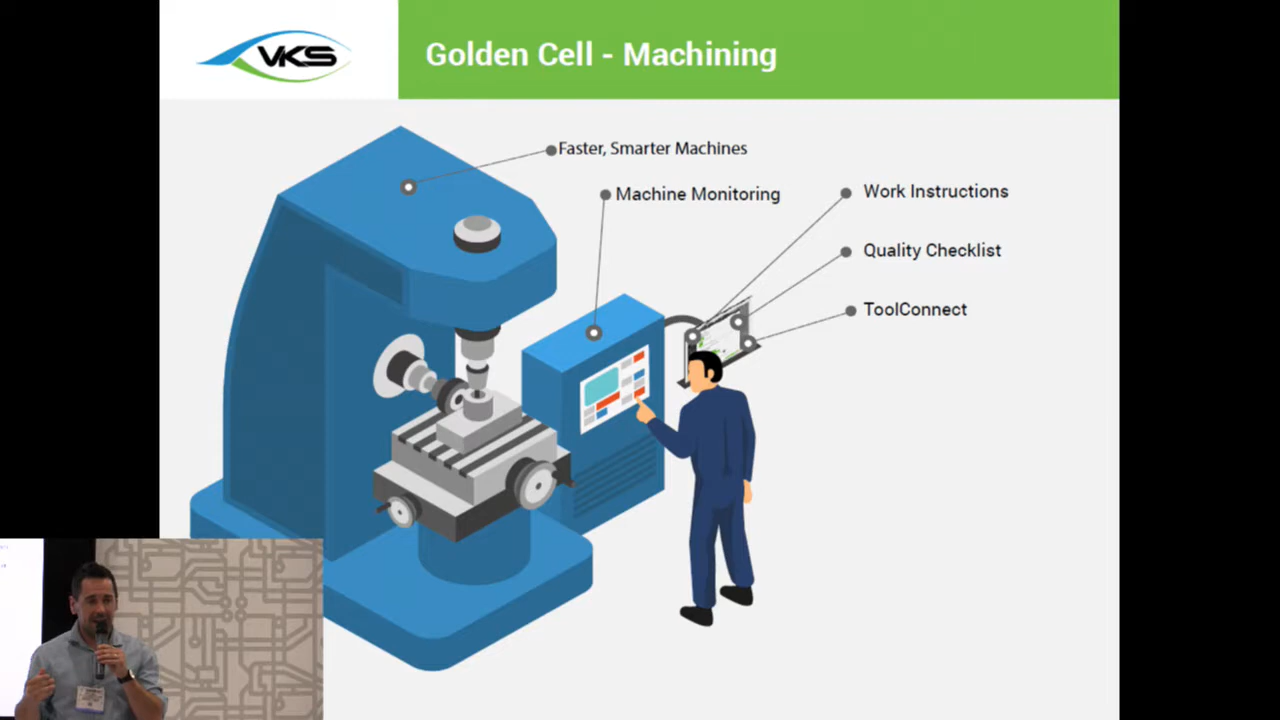 VKS
Golden Cell - Machining
Faster, Smarter Machines
Machine Monitoring
Work Instructions
Quality Checklist
ToolConnect